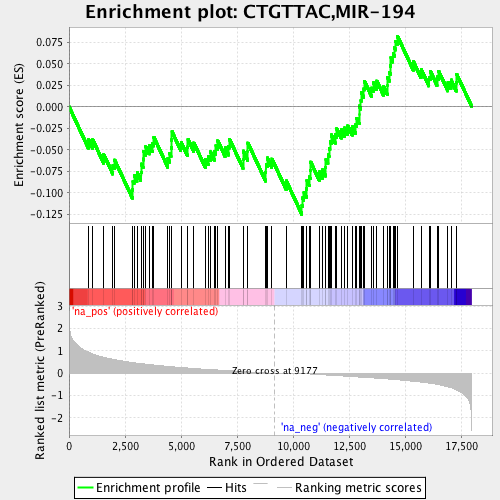 Enrichment plot: CTGTTAC,MIR-194
Enrichment score (ES)
0.075
0.050
0.025
0.000
-0.025
-0.050
-0.075
-0.100
-0.125
'na_pos' (positively correlated)
Ranked list metric (PreRanked)
3
2
1
0
-1
-2
Zero cross at 9177
'na_neg' (negatively correlated)
0
2,500
5,000
7,500
10,000
12,500
15,000
17,500
Rank in Ordered Dataset
Enrichment profile
Hits
Ranking metric scores